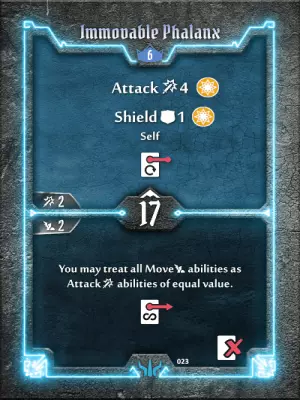 Immovable Phalanx
6
Attack 4
Shield 1
Self
2
17
2
You may treat all Move abilities as
Attack abilities of equal value.
023